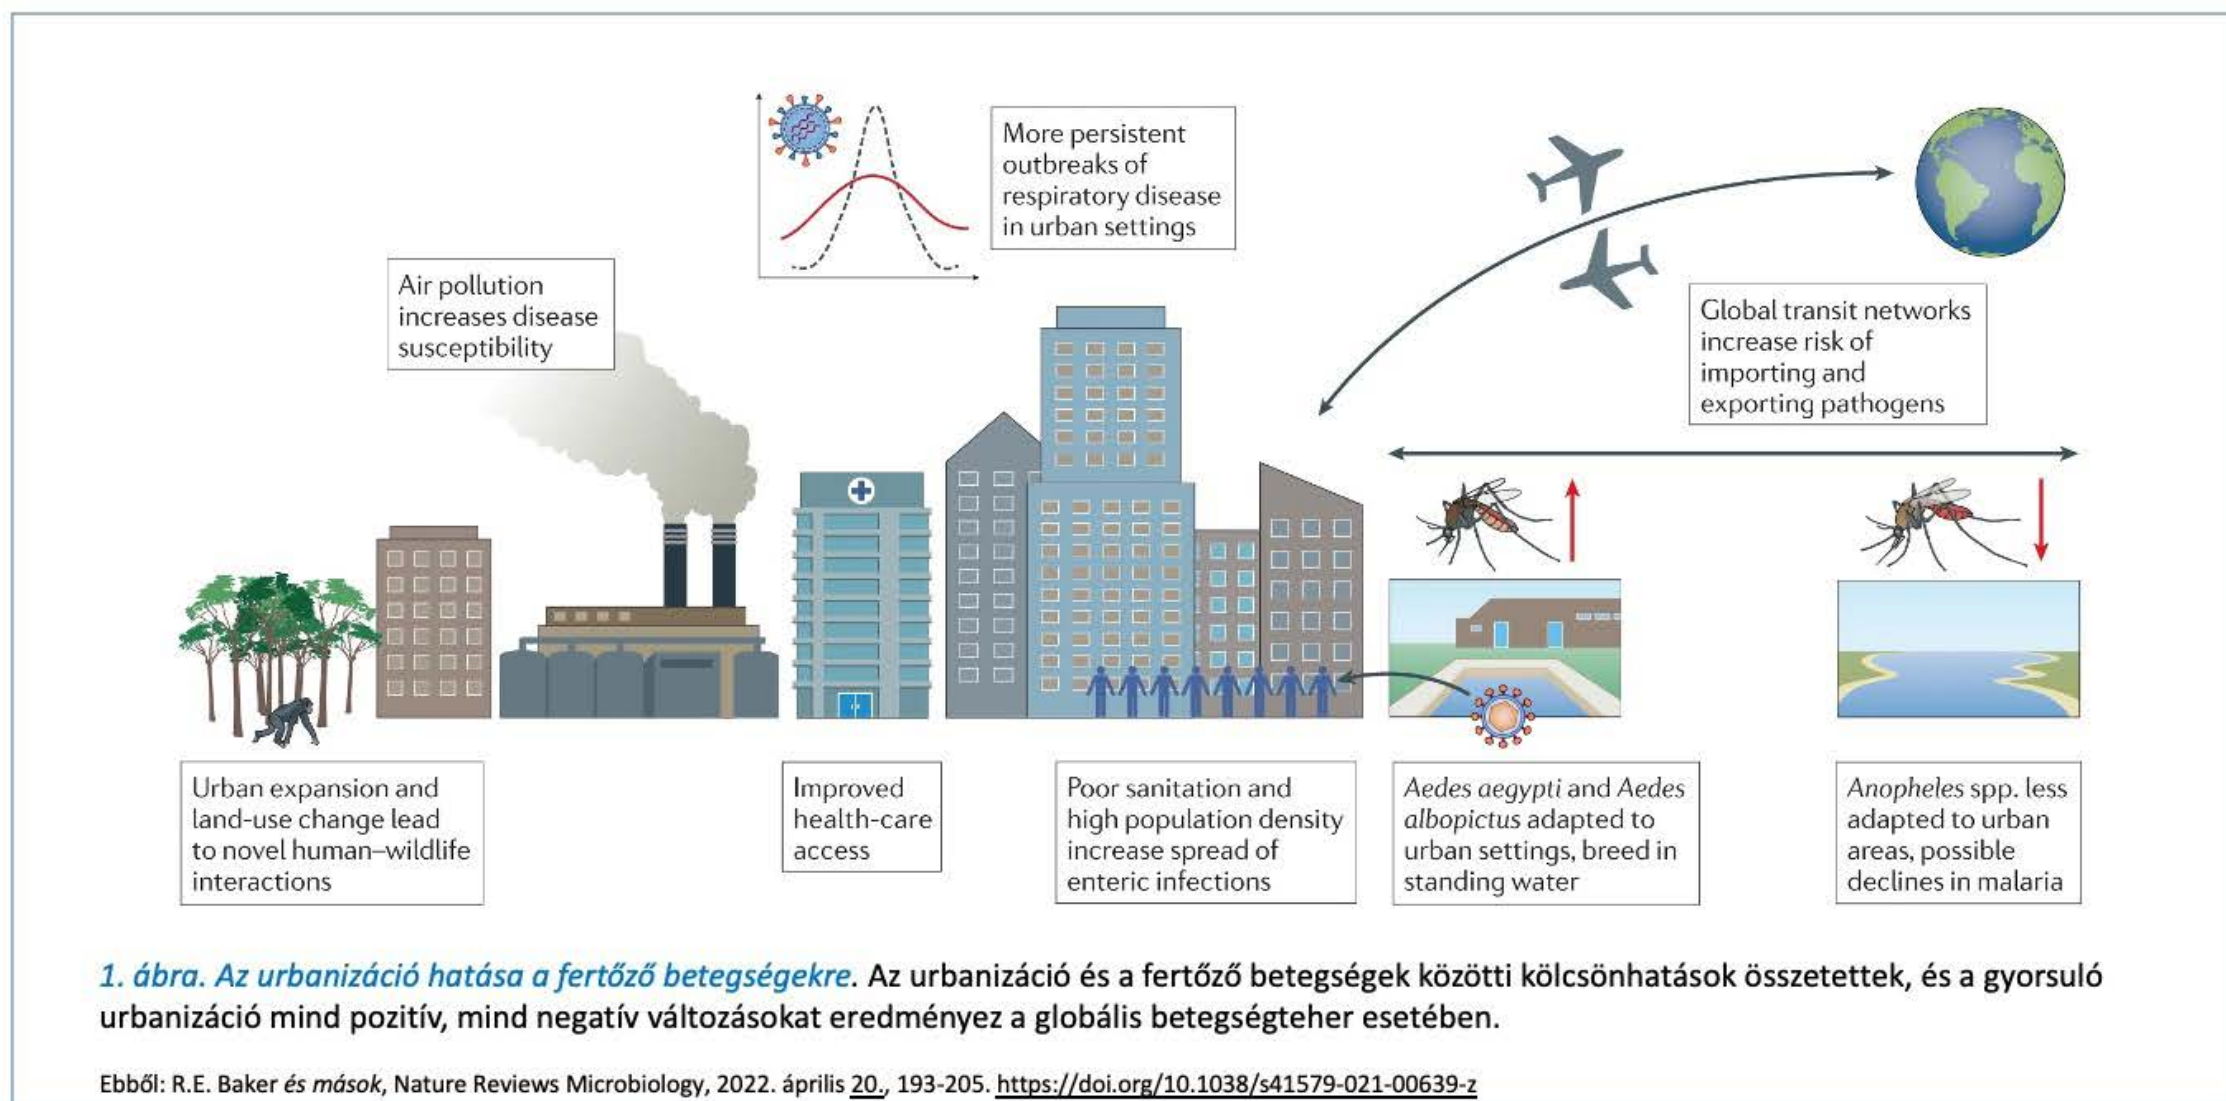 More persistent
outbreaks of
respiratory disease
in urban settings
Air pollution
increases disease
susceptibility
Global transit networks
increase risk of
importing and
exporting pathogens
Urban expansion and
land-use change lead
to novel human–wildlife
interactions
Improved
health-care
access
Poor sanitation and
high population density
increase spread of
enteric infections
Aedes aegypti and Aedes
albopictus adapted to
urban settings, breed in
standing water
Anopheles spp. less
adapted to urban
areas, possible
declines in malaria
1. ábra. Az urbanizáció hatása a fertőző betegségekre. Az urbanizáció és a fertőző betegségek közötti kölcsönhatások összetettek, és a gyorsuló
urbanizáció mind pozitív, mind negatív változásokat eredményez a globális betegségteher esetében.
Ebből: R.E. Baker és mások, Nature Reviews Microbiology, 2022. április 20., 193-205. https://doi.org/10.1038/s41579-021-00639-z